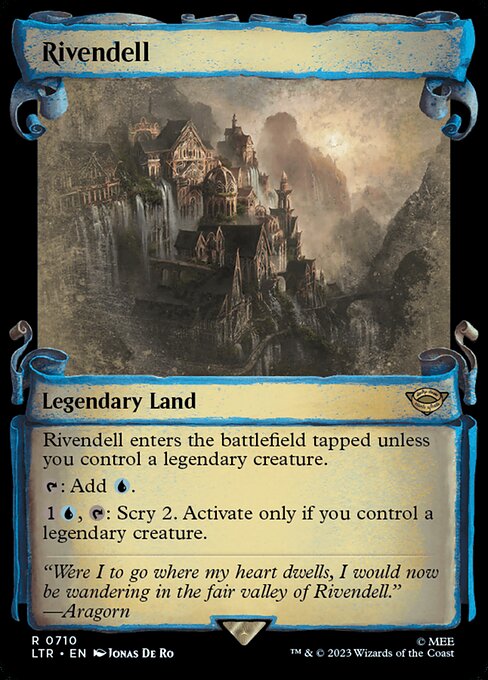 Rivendell
Legendary Land
Rivendell enters the battlefield tapped unless
you control a legendary creature.
: Add .
1 , : Scry 2. Activate only if you control a
legendary creature.
“Were I to go where my heart dwells, I would now
be wandering in the fair valley of Rivendell.”
—Aragorn
R 0710
LTR • EN Jonas De Ro
© MEE
™ & © 2023 Wizards of the Coast